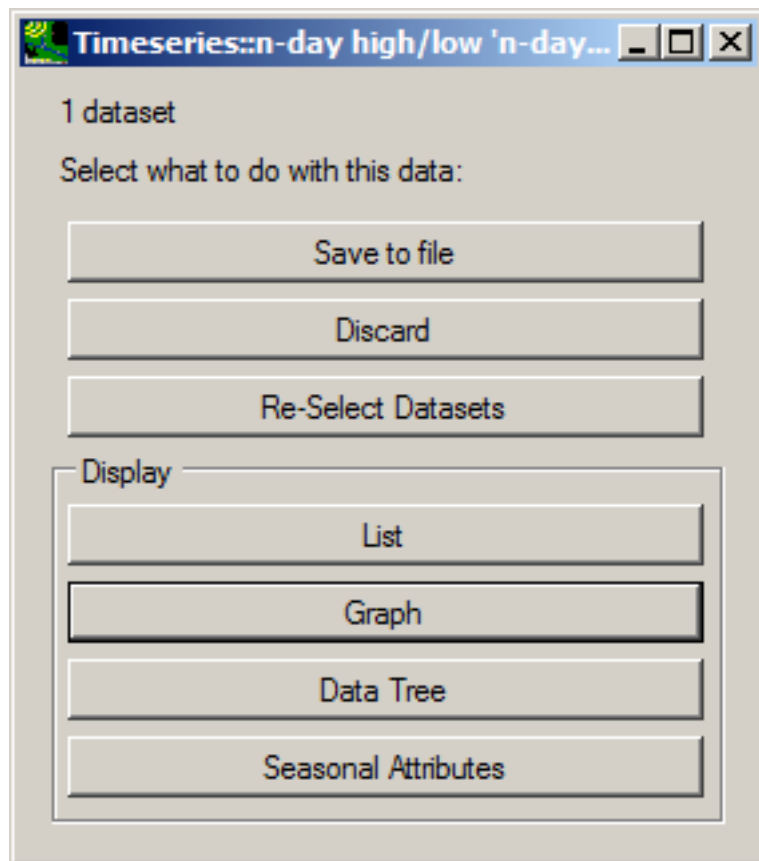 Timeseries::n-day high/low 'n-day...
1 dataset
Select what to do with this data:
Save to file
Discard
Re-Select Datasets
Display
List
Graph
Data Tree
Seasonal Attributes